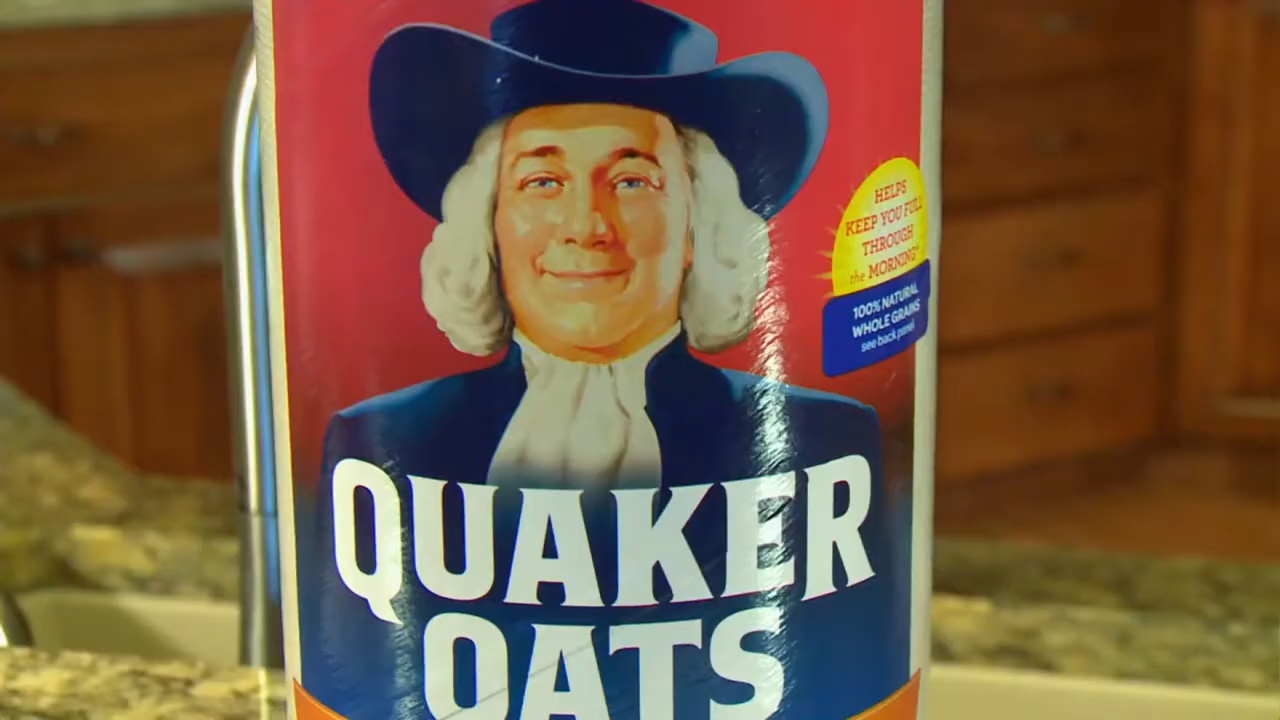 HELPS
KEEP YOU FULL
THROUGH
the MORNING*
100% NATURAL
WHOLE GRAINS
see back panel
QUAKER
OATS